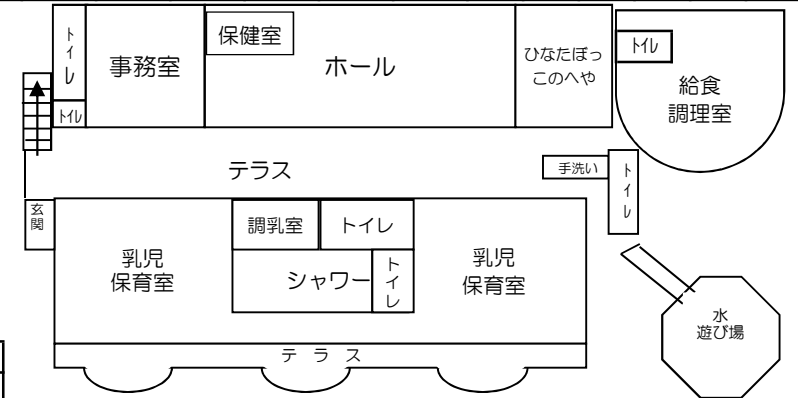 トイレ
トイレ
事務室
保健室
ホール
ひなたぼっ
このへや
トイレ
給食
調理室
テラス
手洗い
トイレ
玄関
乳児
保育室
調乳室
トイレ
シャワー
トイレ
乳児
保育室
水
遊び場
テラス